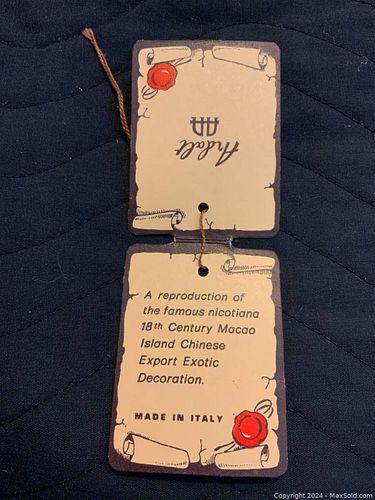 Ardalt
AD
A reproduction of
the famous nicotiana
18th Century Macao
Island Chinese
Export Exotic
Decoration.
MADE IN ITALY
Copyright © 2024 - MaxSold.com